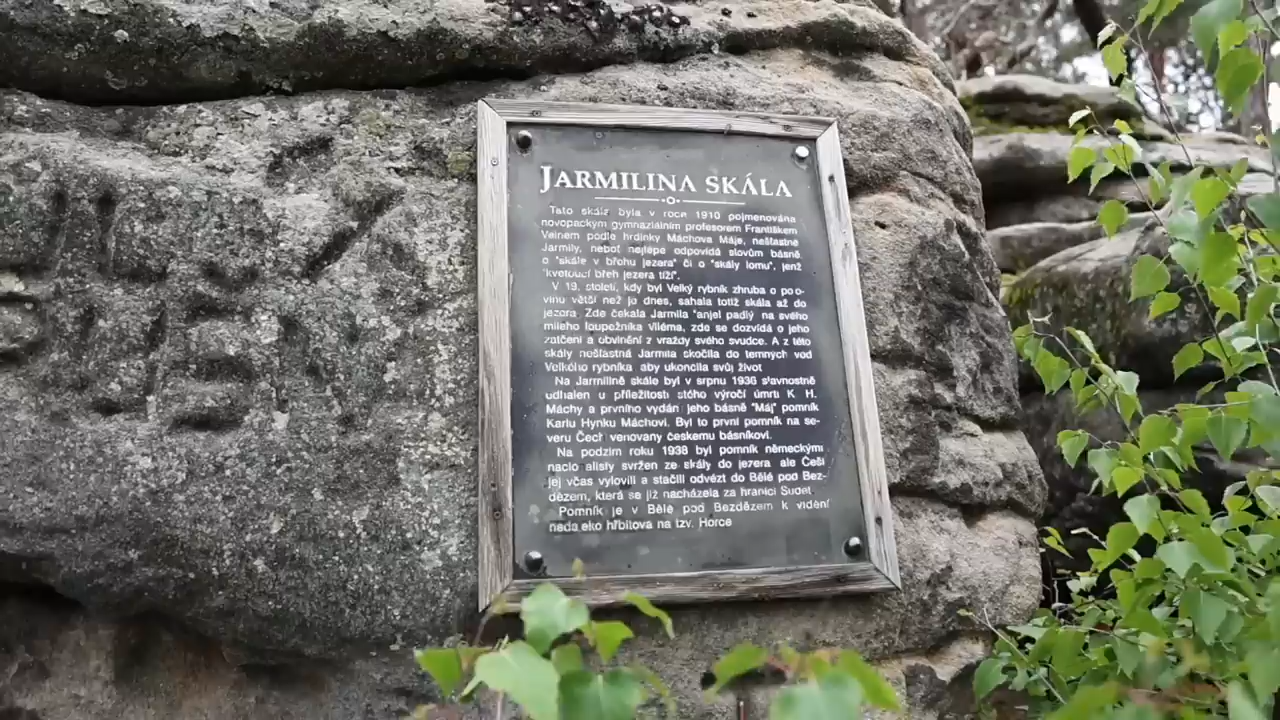 JARMILINA SKÁLA
Tato skála byla v roce 1910 pojmenována
novopackým gymnaziálním profesorem Františkem
Veinem podle hrdinky Máchova Máje, nešťastné
Jarmily, neboť nejlépe odpovídá slovům básně
o "skále v břehu jezera" či o "skály lomu", jenž
"kvetoucí břeh jezera tíží".
V 19. století, kdy byl Velký rybník zhruba o polo-
vinu větší než jo dnes, sahala totiž skála až do
jezera. Zde čekala Jarmila "anjel padlý" na svého
milého loupežníka Viléma, zde se dozvídá o jeho
zatčení a obvinění z vraždy svého svůdce. A z této
skály nešťastná Jarmila skočila do temných vod
Velkého rybníka aby ukončila svůj život
Na Jarmilině skále byl v srpnu 1936 slavnostně
udhalen u příležitosti stého výročí úmrtí K. H.
Máchy a prvního vydání jeho básně "Máj" pomník
Karlu Hynku Máchovi. Byl to první pomník na se-
veru Čech věnovaný českému básníkovi.
Na podzim roku 1938 byl pomník německými
nacionalisty svržen ze skály do jezera ale Češi
jej včas vylovili a stačili odvézt do Bělé pod Bez-
dězem, která se již nacházela za hranicí Sudet.
Pomník je v Bělé pod Bezdězem k vidění
nedaleko hřbitova na tzv. Horce